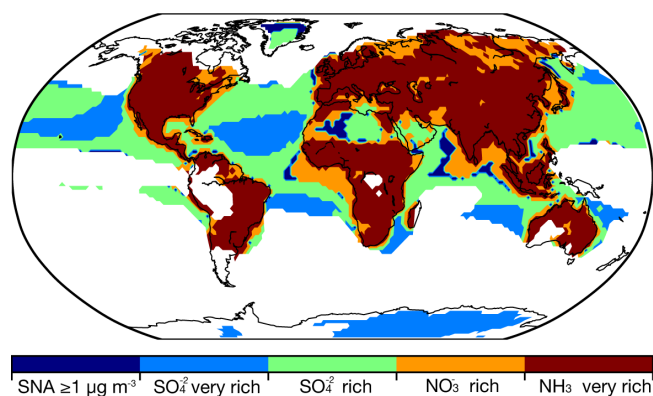 SNA ≥1 μg m⁻³ SO₄⁻² very rich SO₄⁻² rich NO₃⁻ rich NH₃ very rich